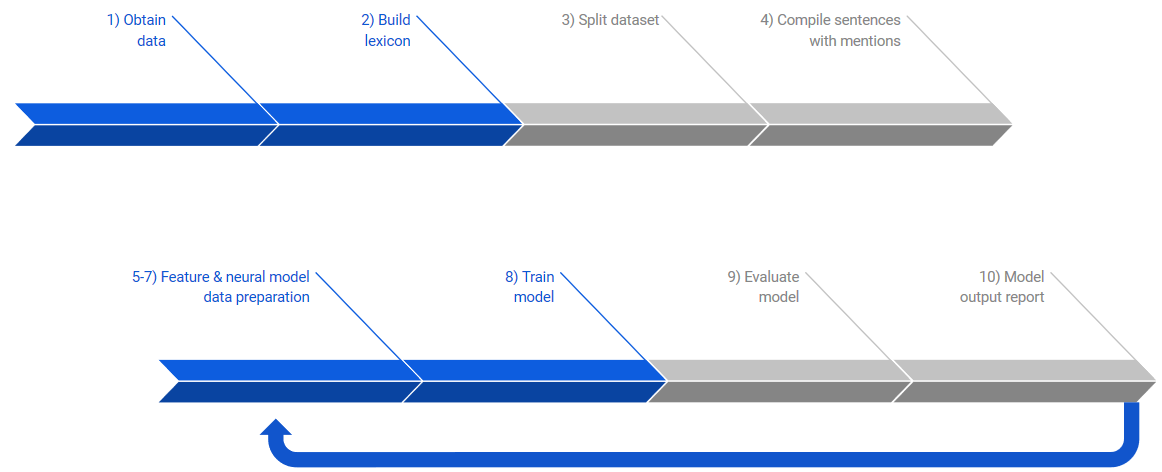 1) Obtain
data
2) Build
lexicon
3) Split dataset
4) Compile sentences
with mentions
5-7) Feature & neural model
data preparation
8) Train
model
9) Evaluate
model
10) Model
output report